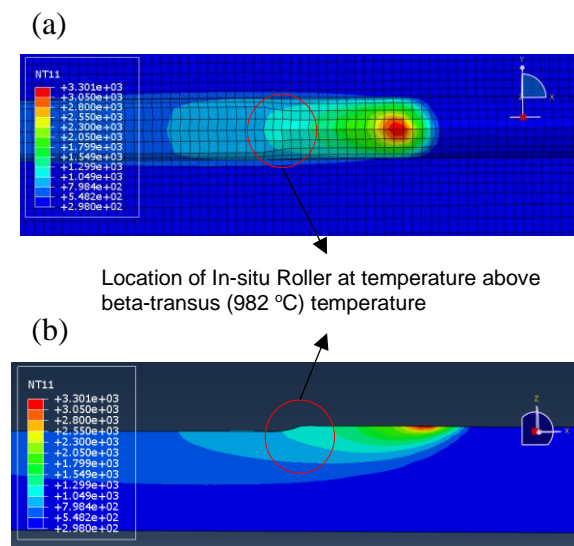 (a)
NT11
+3.301e+03
+3.050e+03
+2.800e+03
+2.550e+03
+2.300e+03
+2.050e+03
+1.799e+03
+1.549e+03
+1.299e+03
+1.049e+03
+7.984e+02
+5.482e+02
+2.980e+02
Y
X
Location of In-situ Roller at temperature above
beta-transus (982 °C) temperature
(b)
NT11
+3.301e+03
+3.050e+03
+2.800e+03
+2.550e+03
+2.300e+03
+2.050e+03
+1.799e+03
+1.549e+03
+1.299e+03
+1.049e+03
+7.984e+02
+5.482e+02
+2.980e+02
Z
X